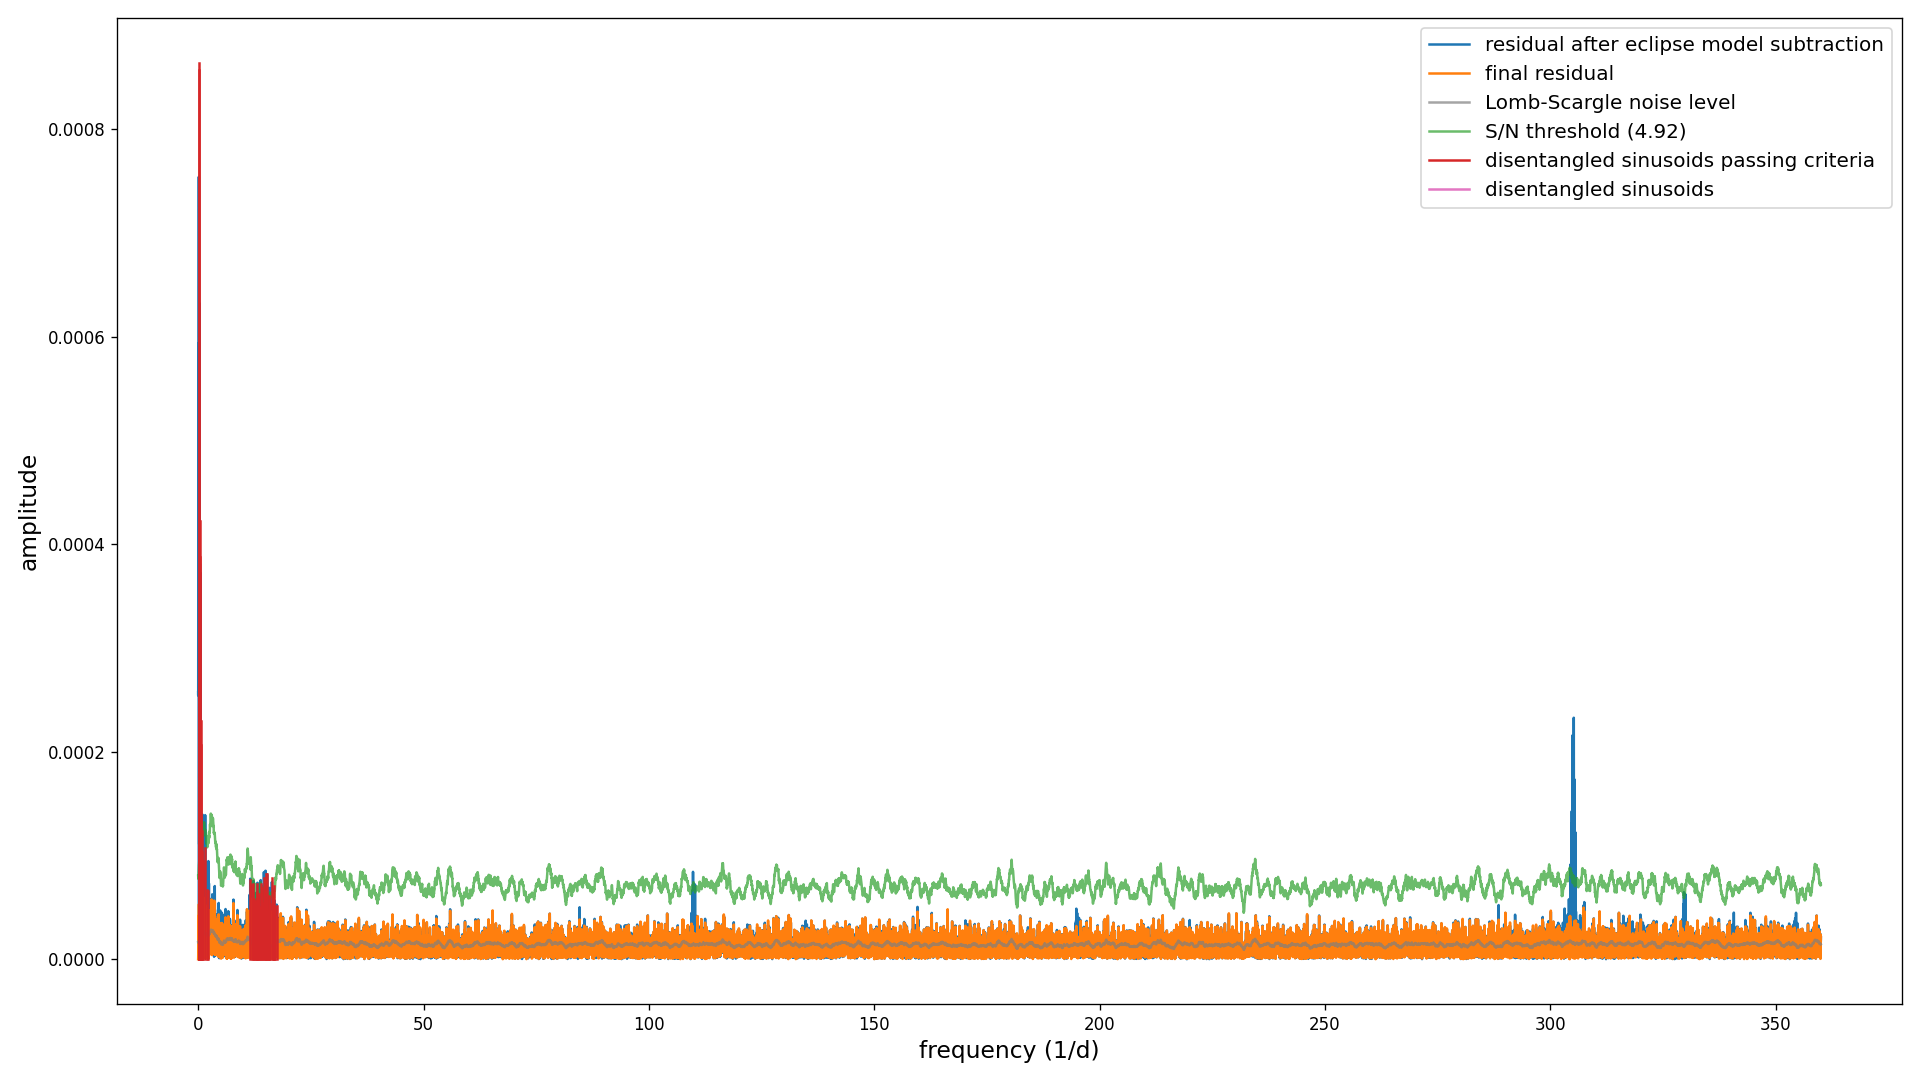 residual after eclipse model subtraction
final residual
Lomb-Scargle noise level
S/N threshold (4.92)
disentangled sinusoids passing criteria
disentangled sinusoids
0.0008
0.0006
0.0004
0.0002
0.0000
amplitude
0 50 100 150 200 250 300 350
frequency (1/d)